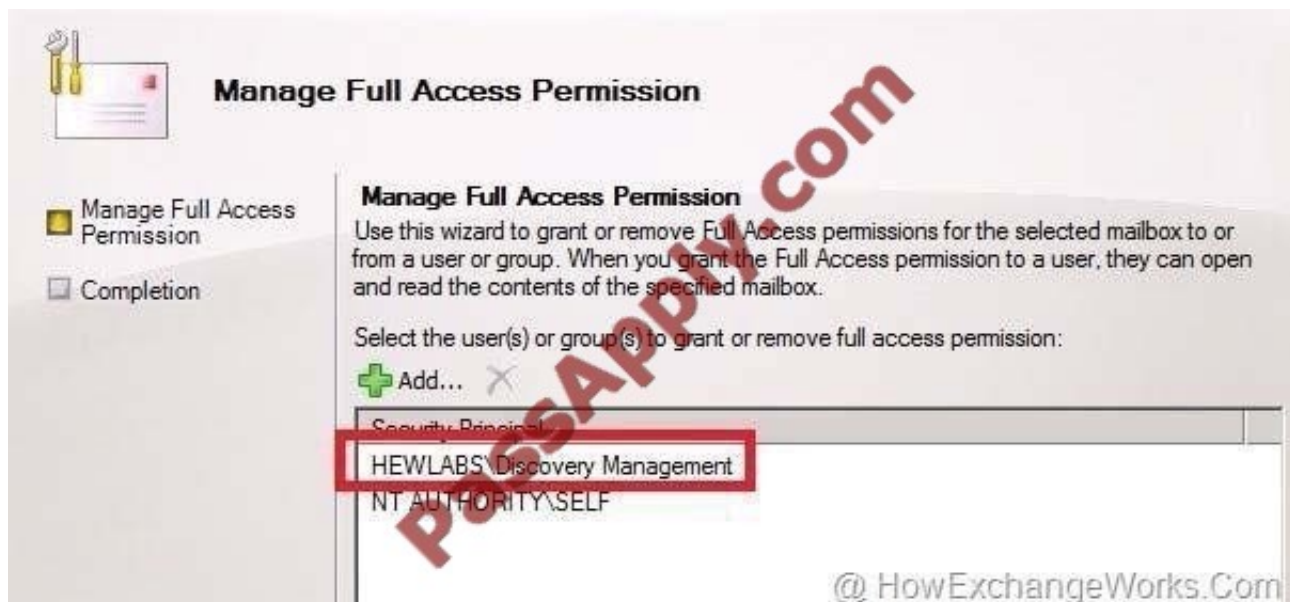 Manage Full Access Permission
Manage Full Access
Permission
Completion
Manage Full Access Permission
Use this wizard to grant or remove Full Access permissions for the selected mailbox to or
from a user or group. When you grant the Full Access permission to a user, they can open
and read the contents of the specified mailbox.
Select the user(s) or group(s) to grant or remove full access permission:
Add...
Security Principal
HEWLABS\Discovery Management
NT AUTHORITY\SELF
PassApply.com
@ HowExchangeWorks.Com